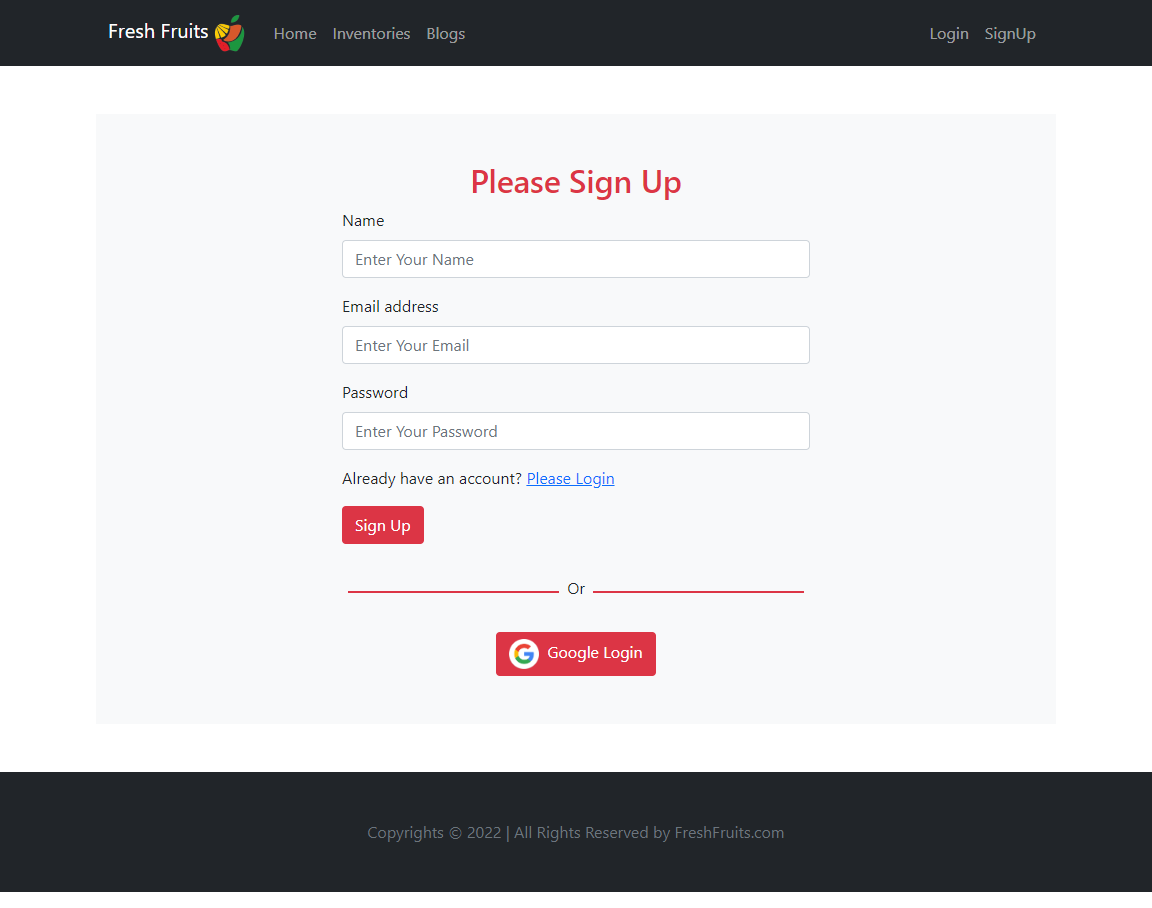 Fresh Fruits Home Inventories Blogs Login SignUp
Please Sign Up
Name
Enter Your Name
Email address
Enter Your Email
Password
Enter Your Password
Already have an account? Please Login
Sign Up
Or
Google Login
Copyrights © 2022 | All Rights Reserved by FreshFruits.com